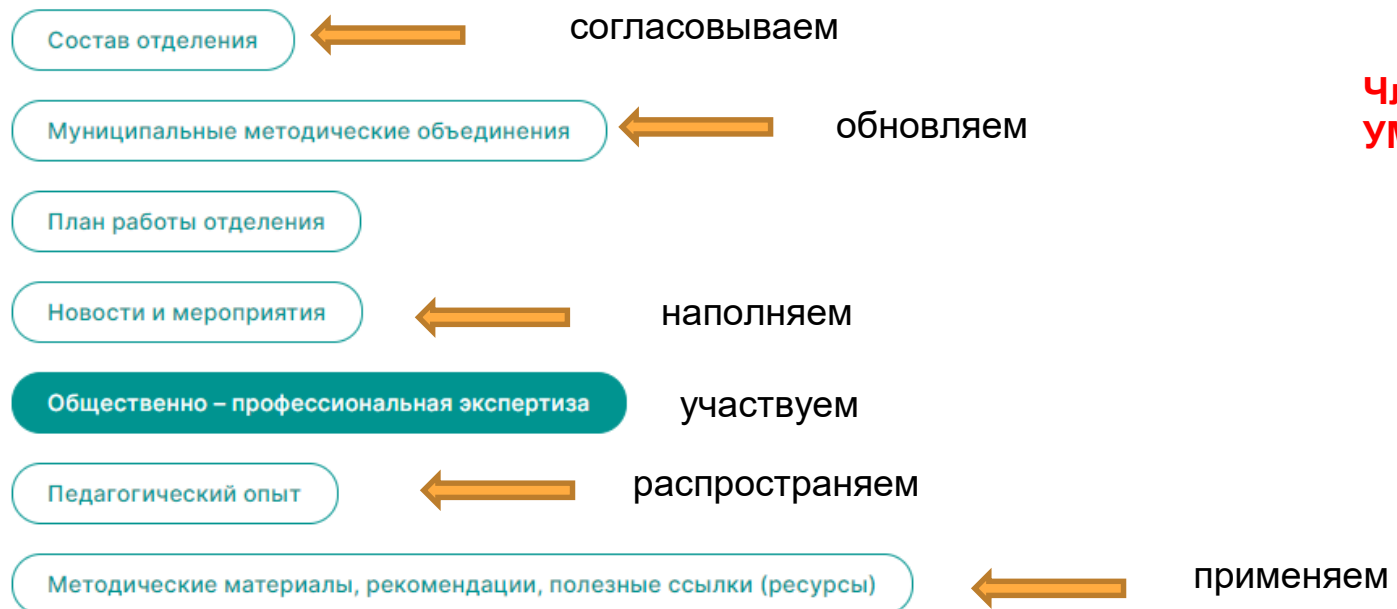 Состав отделения
согласовываем
Муниципальные методические объединения
обновляем
План работы отделения
Новости и мероприятия
наполняем
Общественно – профессиональная экспертиза
участвуем
Педагогический опыт
распространяем
Методические материалы, рекомендации, полезные ссылки (ресурсы)
применяем